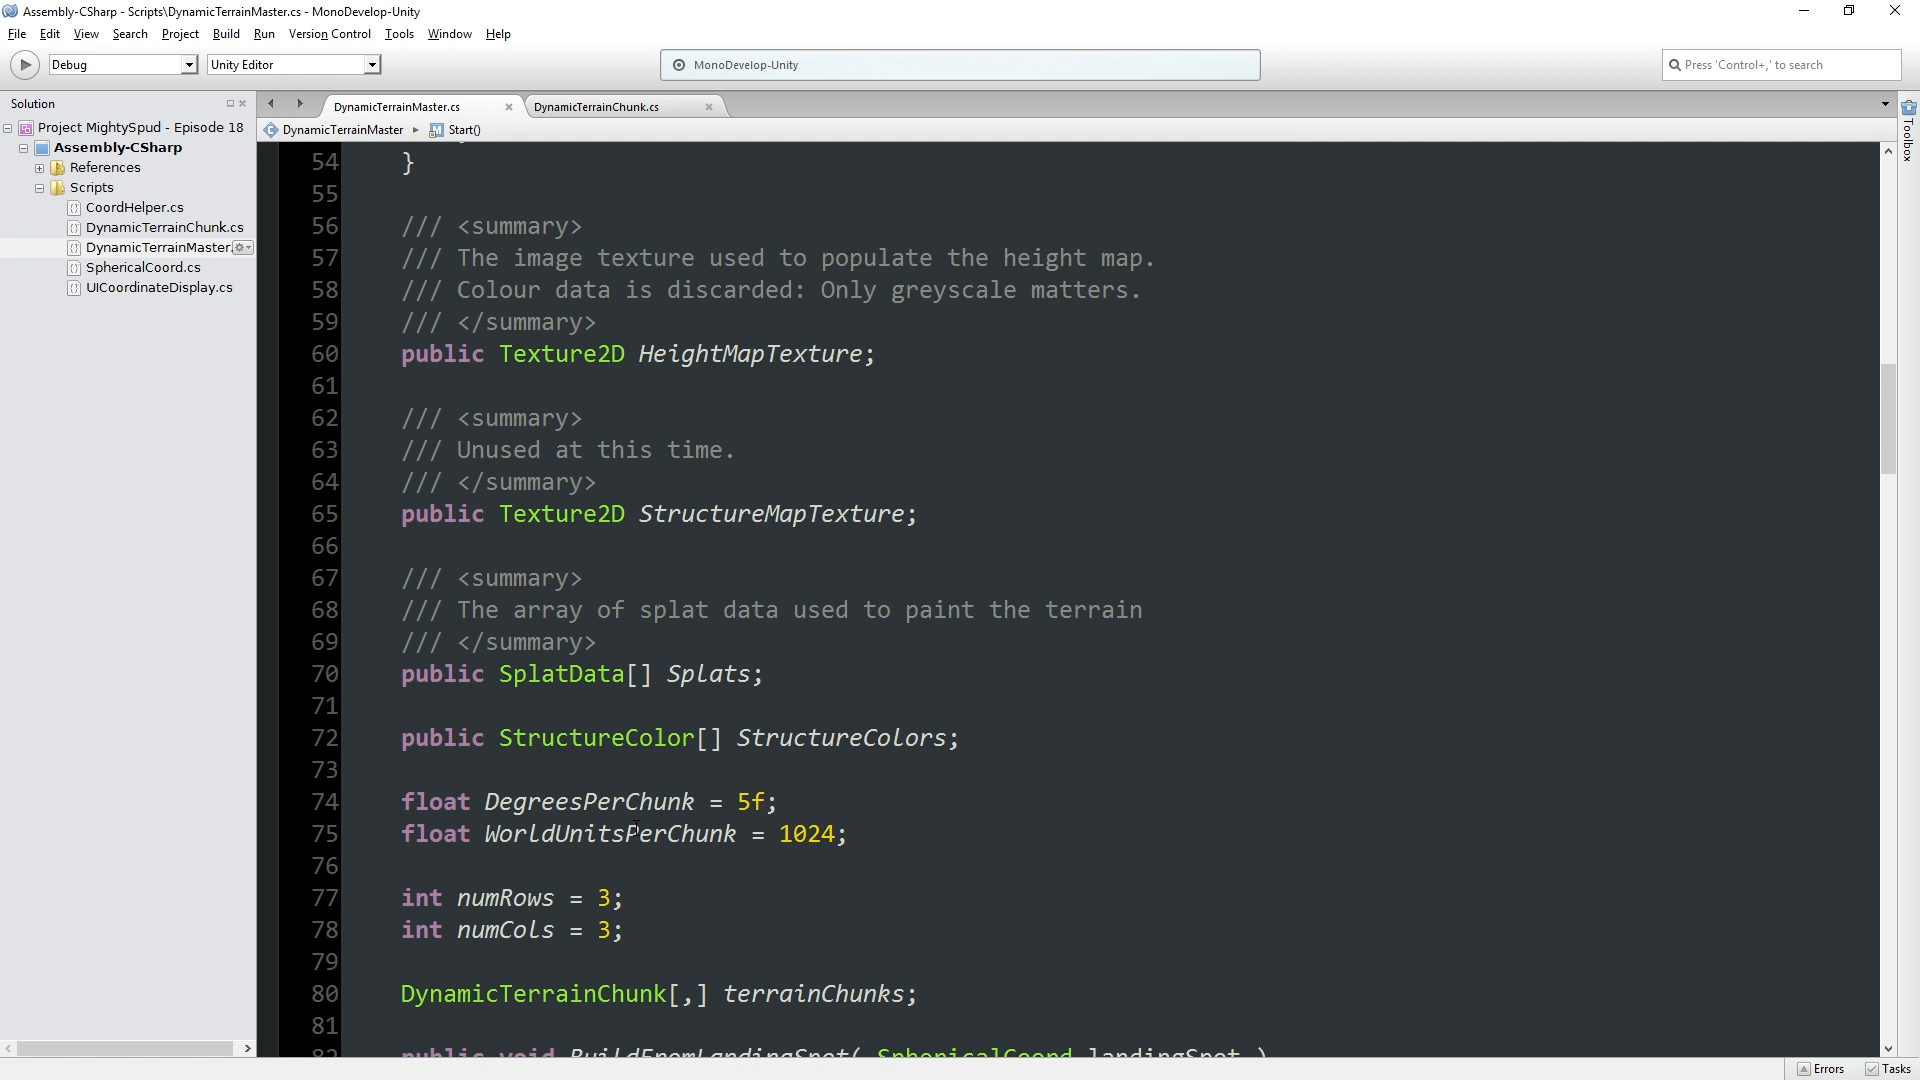 Assembly-CSharp - Scripts\DynamicTerrainMaster.cs - MonoDevelop-Unity
File Edit View Search Project Build Run Version Control Tools Window Help
Debug Unity Editor MonoDevelop-Unity Press 'Control+,' to search
Solution
DynamicTerrainMaster.cs DynamicTerrainChunk.cs
DynamicTerrainMaster Start()
Toolbox
Project MightySpud - Episode 18
Assembly-CSharp
References
Scripts
CoordHelper.cs
DynamicTerrainChunk.cs
DynamicTerrainMaster.
SphericalCoord.cs
UICoordinateDisplay.cs
54 }
55
56 /// <summary>
57 /// The image texture used to populate the height map.
58 /// Colour data is discarded: Only greyscale matters.
59 /// </summary>
60 public Texture2D HeightMapTexture;
61
62 /// <summary>
63 /// Unused at this time.
64 /// </summary>
65 public Texture2D StructureMapTexture;
66
67 /// <summary>
68 /// The array of splat data used to paint the terrain
69 /// </summary>
70 public SplatData[] Splats;
71
72 public StructureColor[] StructureColors;
73
74 float DegreesPerChunk = 5f;
75 float WorldUnitsPerChunk = 1024;
76
77 int numRows = 3;
78 int numCols = 3;
79
80 DynamicTerrainChunk[,] terrainChunks;
81
82 public void BuildFromLandingSpot( SphericalCoord landingSpot )
Errors Tasks